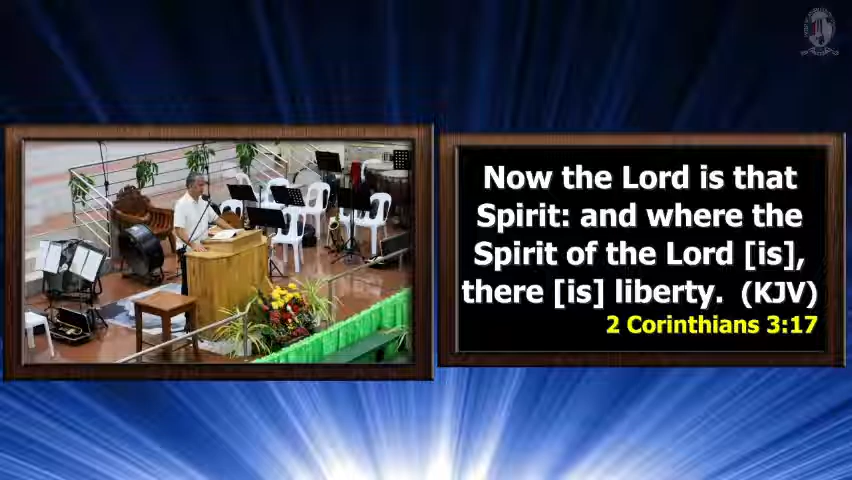 Now the Lord is that
Spirit: and where the
Spirit of the Lord [is],
there [is] liberty.  (KJV)
2 Corinthians 3:17